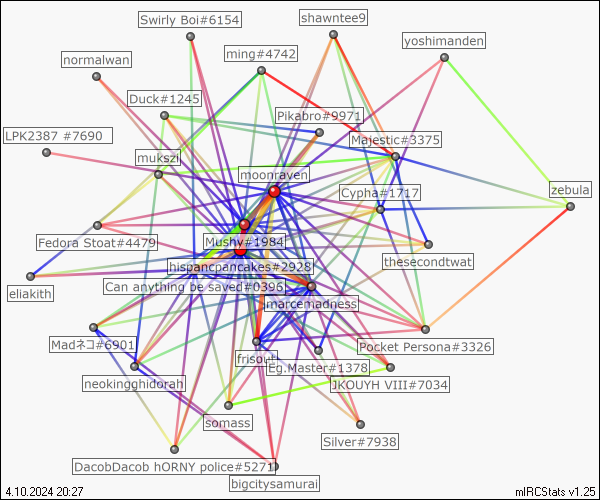 Swirly Boi#6154
shawntee9
yoshimanden
ming#4742
normalwan
Duck#1245
Pikabro#9971
LPK2387 #7690
Majestic#3375
mukszi
moonraven
Cypha#1717
zebula
Fedora Stoat#4479
Mushy#1984
thesecondtwat
hispancpancakes#2928
eliakith
Can anything be saved#0396
marcemadness
Madネコ#6901
frisout
Pocket Persona#3326
Eg.Master#1378
neokingghidorah
JKOUYH VIII#7034
somass
Silver#7938
DacobDacob hORNY police#5271
bigcitysamurai
4.10.2024 20:27
mIRCStats v1.25